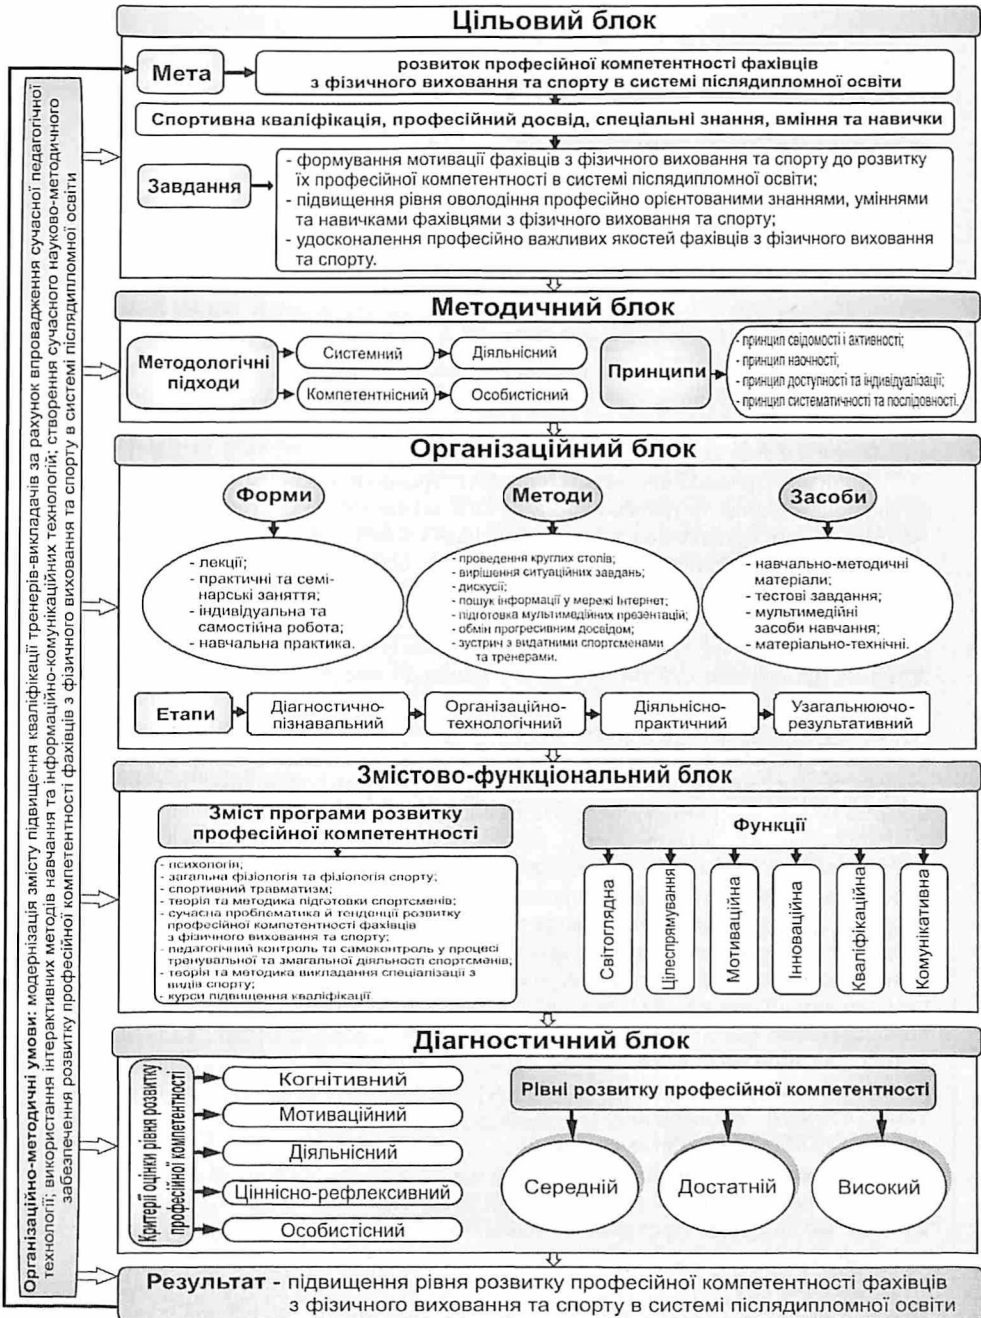 Цільовий блок
Мета
розвиток професійної компетентності фахівців
з фізичного виховання та спорту в системі післядипломної освіти
Спортивна кваліфікація, професійний досвід, спеціальні знання, вміння та навички
Завдання
- формування мотивації фахівців з фізичного виховання та спорту до розвитку
їх професійної компетентності в системі післядипломної освіти;
- підвищення рівня оволодіння професійно орієнтованими знаннями, уміннями
та навичками фахівцями з фізичного виховання та спорту;
- удосконалення професійно важливих якостей фахівців з фізичного виховання
та спорту.
Організаційно-методичні умови: модернізація змісту підвищення кваліфікації тренерів-викладачів за рахунок впровадження сучасної педагогічної
технології; використання інтерактивних методів навчання та інформаційно-комунікаційних технологій; створення сучасного науково-методичного
забезпечення розвитку професійної компетентності фахівців з фізичного виховання та спорту в системі післядипломної освіти
Методичний блок
Методологічні
підходи
Системний
Діяльнісний
Компетентнісний
Особистісний
Принципи
- принцип свідомості і активності;
- принцип наочності;
- принцип доступності та індивідуалізації;
- принцип систематичності та послідовності.
Організаційний блок
Форми
Методи
Засоби
- лекції;
- практичні та семі-
нарські заняття;
- індивідуальна та
самостійна робота;
- навчальна практика.
- проведення круглих столів;
- вирішення ситуаційних завдань;
- дискусії;
- пошук інформації у мережі Інтернет;
- підготовка мультимедійних презентацій;
- обмін прогресивним досвідом;
- зустріч з видатними спортсменами
та тренерами.
- навчально-методичні
матеріали;
- тестові завдання;
- мультимедійні
засоби навчання;
- матеріально-технічні.
Етапи
Діагностично-
пізнавальний
Організаційно-
технологічний
Діяльнісно-
практичний
Узагальнюючо-
результативний
Змістово-функціональний блок
Зміст програми розвитку
професійної компетентності
- психологія;
- загальна фізіологія та фізіологія спорту;
- спортивний травматизм;
- теорія та методика підготовки спортсменів;
- сучасна проблематика й тенденції розвитку
професійної компетентності фахівців
з фізичного виховання та спорту;
- педагогічний контроль та самоконтроль у процесі
тренувальної та змагальної діяльності спортсменів;
- теорія та методика викладання спеціалізації з
видів спорту;
- курси підвищення кваліфікації.
Функції
Світоглядна
Цілеспрямування
Мотиваційна
Інноваційна
Кваліфікаційна
Комунікативна
Діагностичний блок
Критерії оцінки рівня розвитку
професійної компетентності
Когнітивний
Мотиваційний
Діяльнісний
Ціннісно-рефлексивний
Особистісний
Рівні розвитку професійної компетентності
Середній
Достатній
Високий
Результат - підвищення рівня розвитку професійної компетентності фахівців
з фізичного виховання та спорту в системі післядипломної освіти